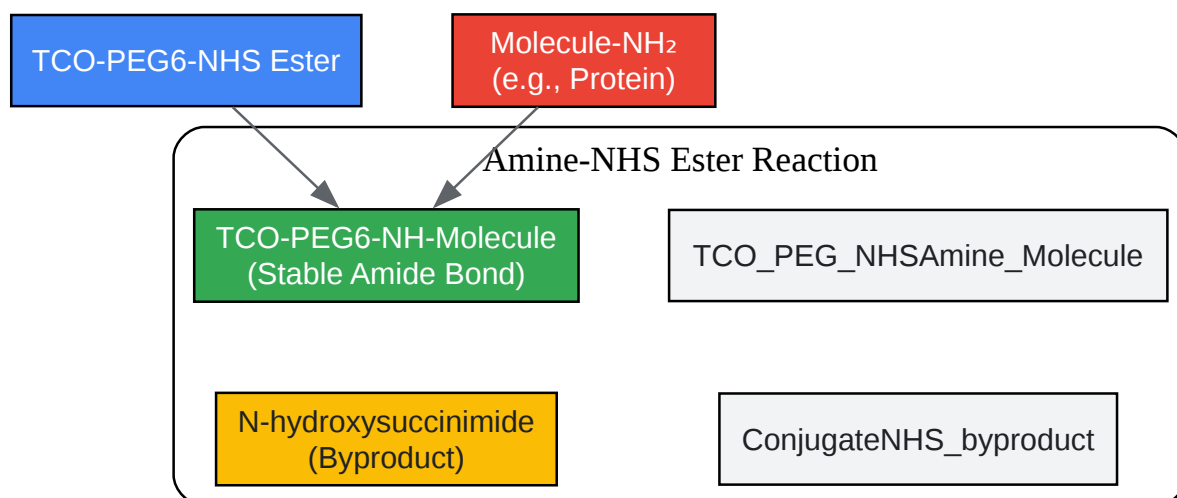 TCO-PEG6-NHS Ester
Molecule-NH₂
(e.g., Protein)
Amine-NHS Ester Reaction
TCO-PEG6-NH-Molecule
(Stable Amide Bond)
TCO_PEG_NHSAmine_Molecule
N-hydroxysuccinimide
(Byproduct)
ConjugateNHS_byproduct